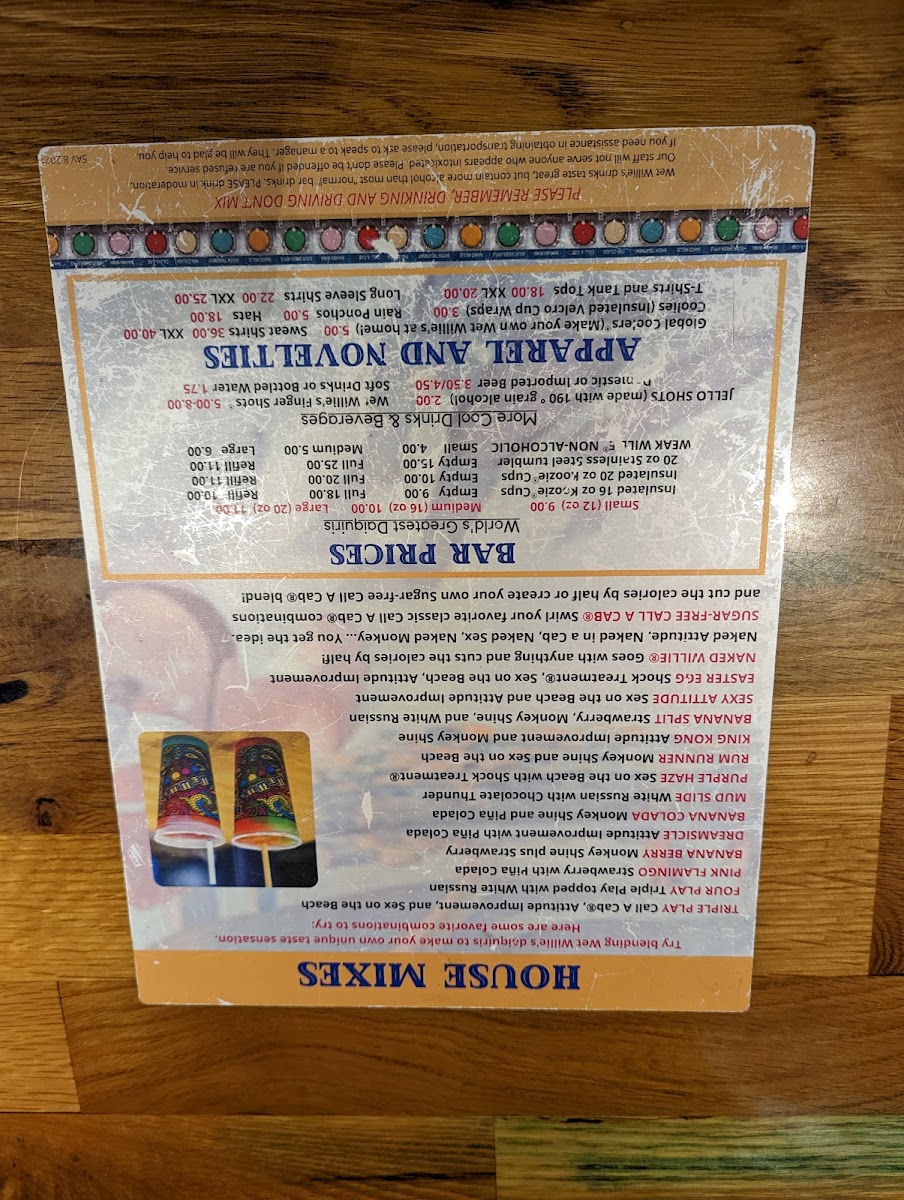 HOUSE MIXES
Try blending Wet Willie's daiquiris to make your own unique taste sensation.
Here are some favorite combinations to try:
TRIPLE PLAY Call A Cab®, Attitude Improvement, and Sex on the Beach
FOUR PLAY Triple Play topped with White Russian
PINK FLAMINGO Strawberry with Piña Colada
BANANA BERRY Monkey Shine plus Strawberry
DREAMSICLE Attitude Improvement with Piña Colada
BANANA COLADA Monkey Shine and Piña Colada
MUD SLIDE White Russian with Chocolate Thunder
PURPLE HAZE Sex on the Beach with Shock Treatment®
RUM RUNNER Monkey Shine and Sex on the Beach
KING KONG Attitude Improvement and Monkey Shine
BANANA SPLIT Strawberry, Monkey Shine, and White Russian
SEXY ATTITUDE Sex on the Beach and Attitude Improvement
EASTER EGG Shock Treatment®, Sex on the Beach, Attitude Improvement
NAKED WILLIE® Goes with anything and cuts the calories by half!
Naked Attitude, Naked in a Cab, Naked Sex, Naked Monkey... You get the idea.
SUGAR-FREE CALL A CAB® Swirl your favorite classic Call A Cab® combinations
and cut the calories by half or create your own Sugar-free Call A Cab® blend!
BAR PRICES
World's Greatest Daiquiris
Small (12 oz) 9.00 Medium (16 oz) 10.00 Large (20 oz) 11.00
Insulated 16 oz Koozie® Cups Empty 9.00 Full 18.00 Refill 10.00
Insulated 20 oz Koozie® Cups Empty 10.00 Full 20.00 Refill 11.00
20 oz Stainless Steel tumbler Empty 15.00 Full 25.00 Refill 11.00
WEAK WILLIE® NON-ALCOHOLIC Small 4.00 Medium 5.00 Large 6.00
More Cool Drinks & Beverages
JELLO SHOTS (made with 190° grain alcohol) 2.00 Wet Willie's Finger Shots® 5.00-8.00
Domestic or Imported Beer 3.50/4.50 Soft Drinks or Bottled Water 1.75
APPAREL AND NOVELTIES
Global Coolers® (Make your own Wet Willie's at home!) 5.00 Sweat Shirts 36.00 XXL 40.00
Coolies (Insulated Velcro Cup Wraps) 3.00 Rain Ponchos 5.00 Hats 18.00
T-Shirts and Tank Tops 18.00 XXL 20.00 Long Sleeve Shirts 22.00 XXL 25.00
PLEASE REMEMBER, DRINKING AND DRIVING DON'T MIX
Wet Willie's drinks taste great, but contain more alcohol than most "normal" bar drinks. PLEASE drink in moderation.
Our staff will not serve anyone who appears intoxicated. Please don't be offended if you are refused service.
If you need assistance in obtaining transportation, please ask to speak to a manager. They will be glad to help you.